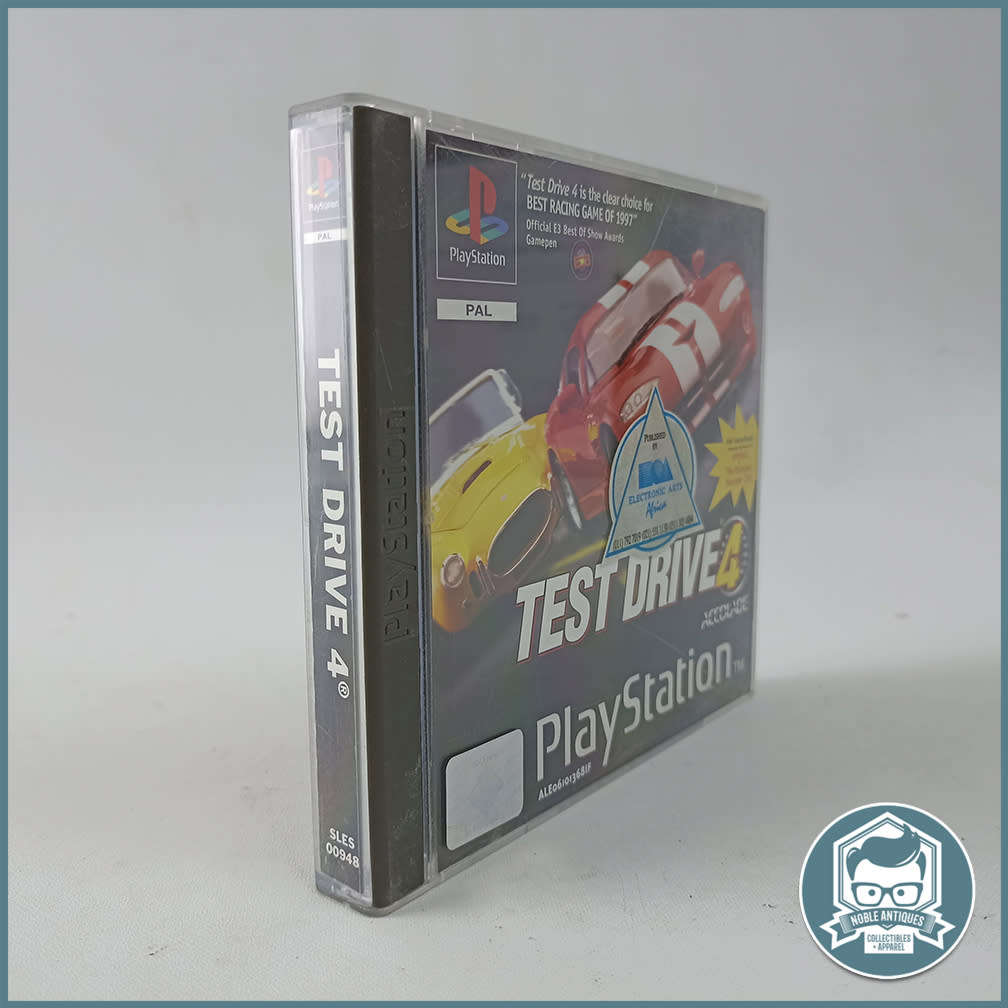 PlayStation
PAL
TEST DRIVE 4®
SLES
00948
PlayStation
PlayStation
PAL
"Test Drive 4 is the clear choice for
BEST RACING GAME OF 1997"
Official E3 Best Of Show Awards
Gamepen
PUBLISHED
BY
ELECTRONIC ARTS
Africa
TEST DRIVE 4
ACCOLADE
PlayStation™
ALE061013681F
NOBLE ANTIQUES
COLLECTIBLES
+ APPAREL